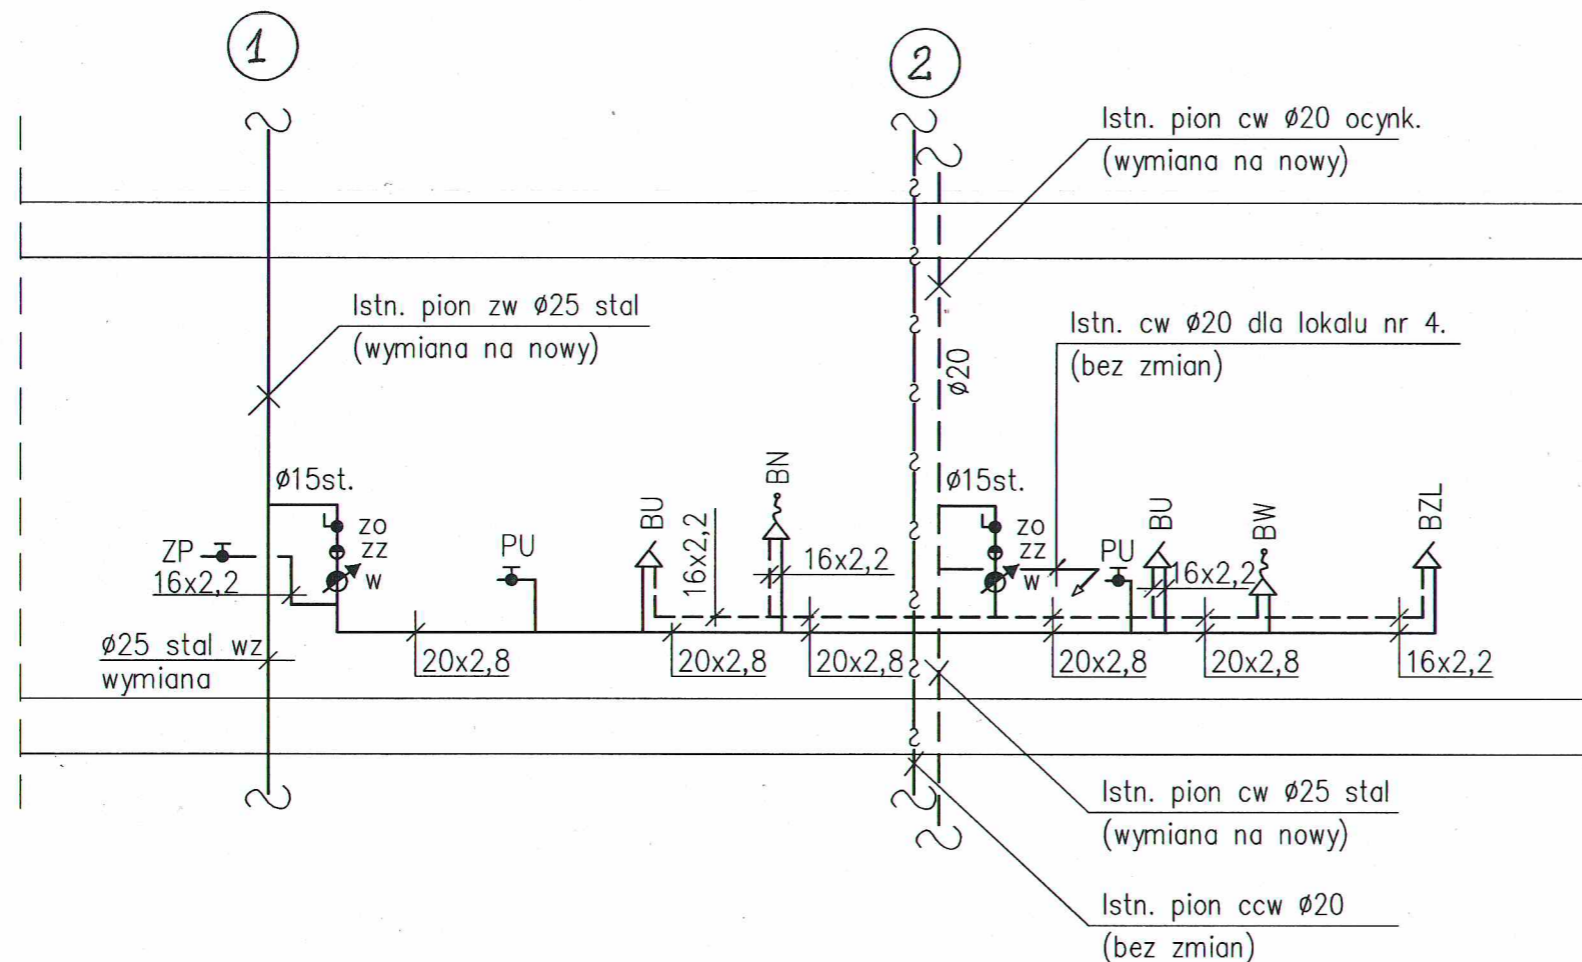 1
2
Istn. pion cw ø20 ocynk.
(wymiana na nowy)
Istn. pion zw ø25 stal
(wymiana na nowy)
Istn. cw ø20 dla lokalu nr 4.
(bez zmian)
ø20
ø15st.
zo
zz
w
ZP
16x2,2
PU
BU
16x2,2
BN
16x2,2
ø15st.
zo
zz
w
PU
BU
16x2,2
BW
BZL
ø25 stal wz
wymiana
20x2,8
20x2,8
20x2,8
20x2,8
20x2,8
16x2,2
Istn. pion cw ø25 stal
(wymiana na nowy)
Istn. pion ccw ø20
(bez zmian)